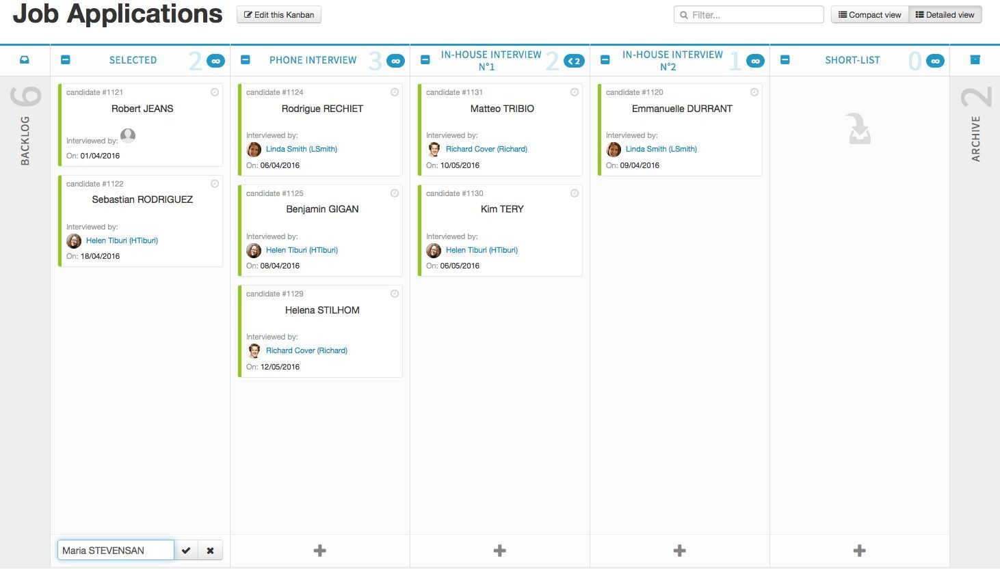 Job Applications
Edit this Kanban
Filter...
Compact view
Detailed view
SELECTED
2
PHONE INTERVIEW
3
IN-HOUSE INTERVIEW
N°1
2
< 2
IN-HOUSE INTERVIEW
N°2
1
SHORT-LIST
0
6
BACKLOG
candidate #1121
Robert JEANS
Interviewed by:
On: 01/04/2016
candidate #1122
Sebastian RODRIGUEZ
Interviewed by:
Helen Tiburi (HTiburi)
On: 18/04/2016
Maria STEVENSAN
candidate #1124
Rodrigue RECHIET
Interviewed by:
Linda Smith (LSmith)
On: 06/04/2016
candidate #1125
Benjamin GIGAN
Interviewed by:
Helen Tiburi (HTiburi)
On: 08/04/2016
candidate #1129
Helena STILHOM
Interviewed by:
Richard Cover (Richard)
On: 12/05/2016
candidate #1131
Matteo TRIBIO
Interviewed by:
Richard Cover (Richard)
On: 10/05/2016
candidate #1130
Kim TERY
Interviewed by:
Helen Tiburi (HTiburi)
On: 06/05/2016
candidate #1120
Emmanuelle DURRANT
Interviewed by:
Linda Smith (LSmith)
On: 09/04/2016
2
ARCHIVE